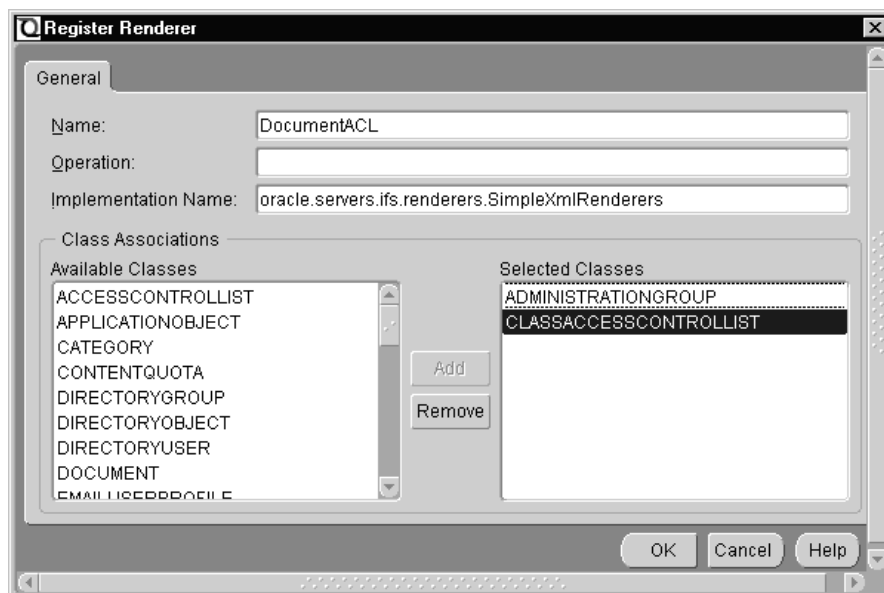 Register Renderer
General
Name: DocumentACL
Operation:
Implementation Name: oracle.servers.ifs.renderers.SimpleXmlRenderers
Class Associations
Available Classes
ACCESSCONTROLLIST
APPLICATIONOBJECT
CATEGORY
CONTENTQUOTA
DIRECTORYGROUP
DIRECTORYOBJECT
DIRECTORYUSER
DOCUMENT
EMAILUSERPROFILE
Add
Remove
Selected Classes
ADMINISTRATIONGROUP
CLASSACCESSCONTROLLIST
OK Cancel Help